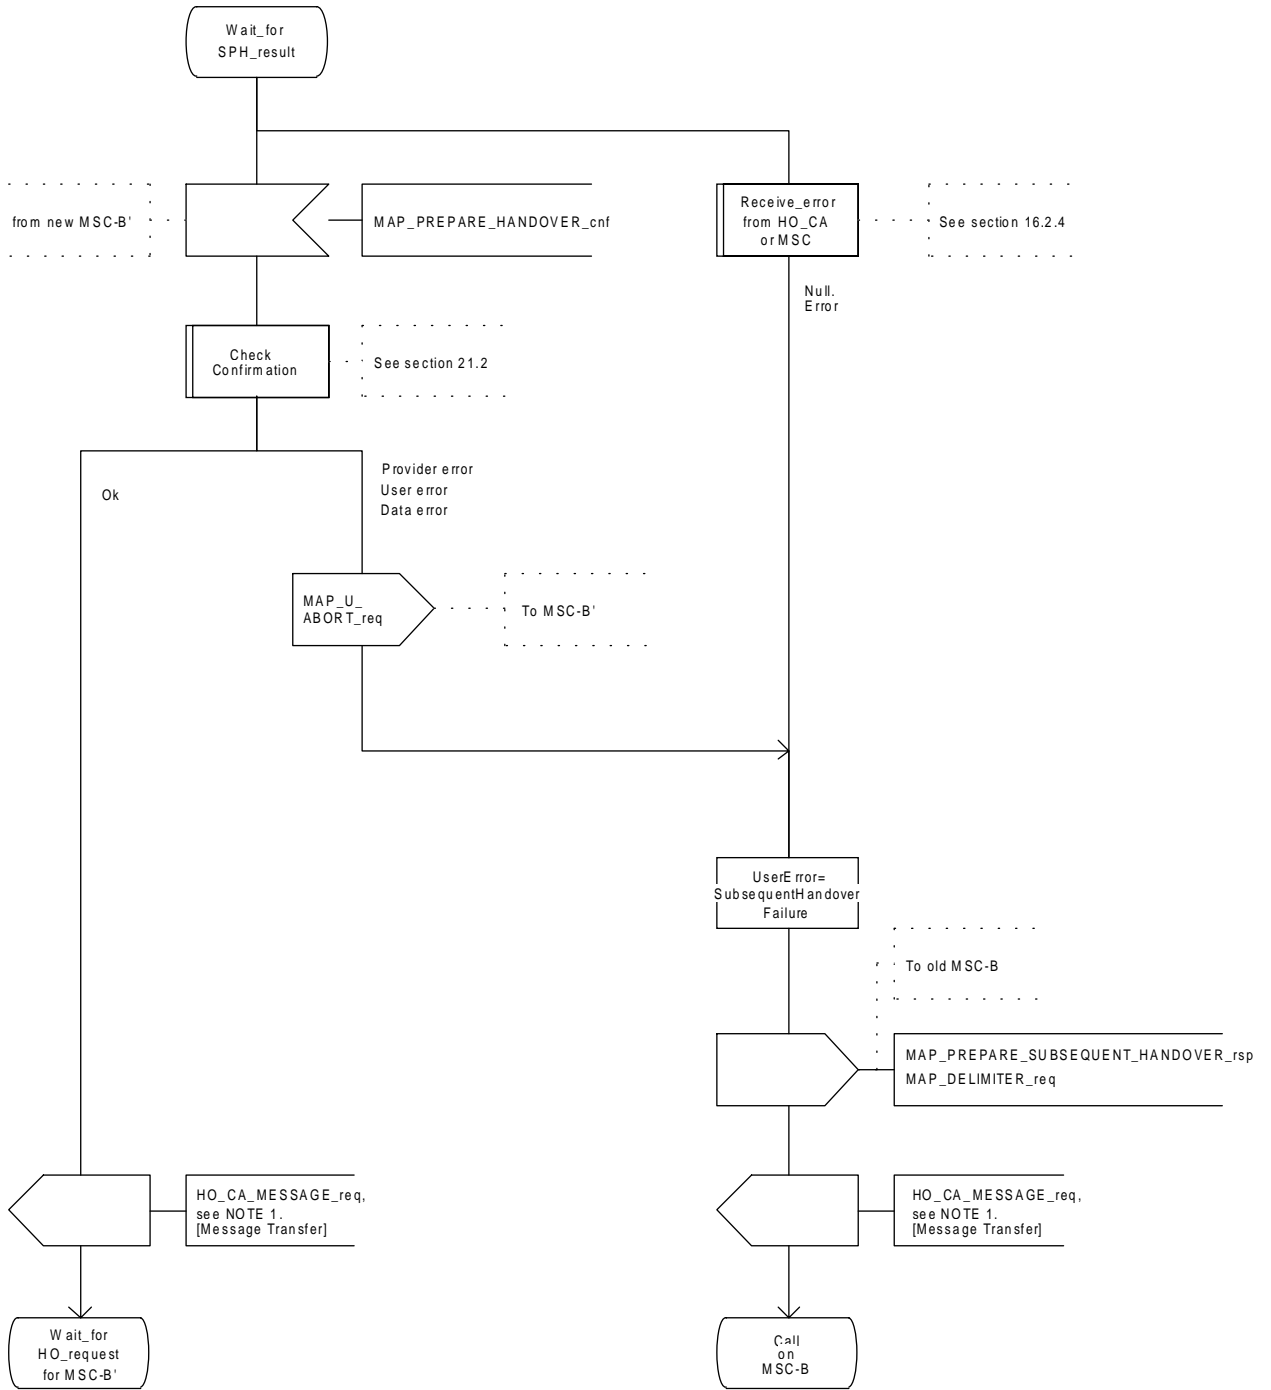 Wait_for
SPH_result
from new MSC-B'
MAP_PREPARE_HANDOVER_cnf
Receive_error
from HO_CA
or MSC
See section 16.2.4
Null.
Error
Check
Confirmation
See section 21.2
Ok
Provider error
User error
Data error
MAP_U_
ABORT_req
To MSC-B'
UserError=
SubsequentHandover
Failure
To old MSC-B
MAP_PREPARE_SUBSEQUENT_HANDOVER_rsp
MAP_DELIMITER_req
HO_CA_MESSAGE_req,
see NOTE 1.
[Message Transfer]
HO_CA_MESSAGE_req,
see NOTE 1.
[Message Transfer]
Wait_for
HO_request
for MSC-B'
Call
on
MSC-B